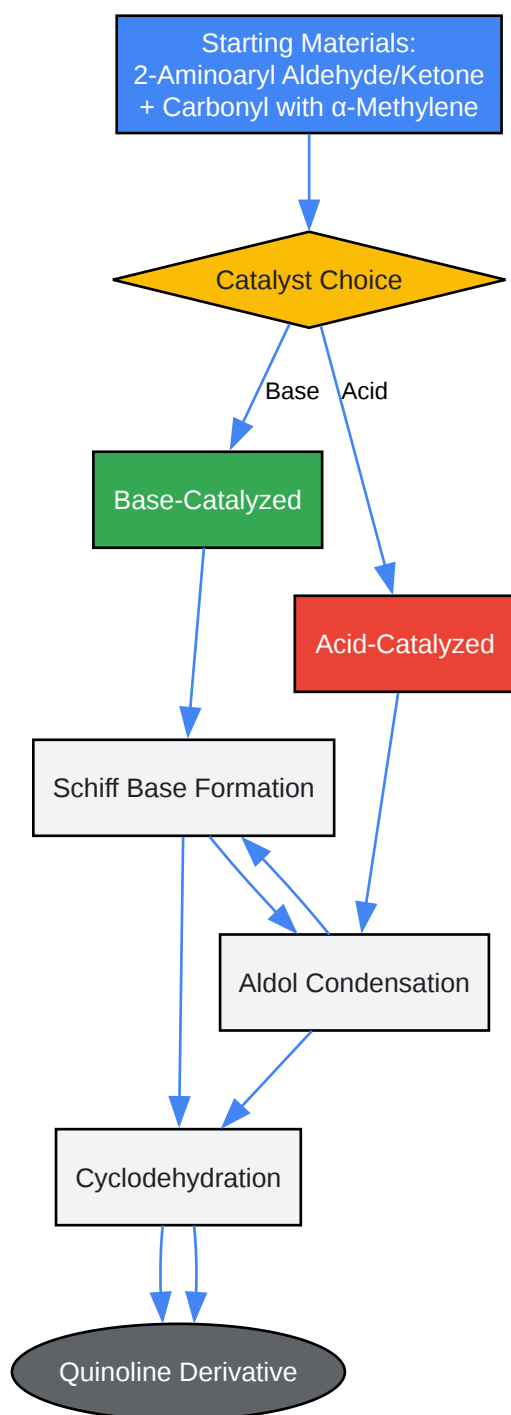 Starting Materials:
2-Aminoaryl Aldehyde/Ketone
+ Carbonyl with α-Methylene
Catalyst Choice
Base
Acid
Base-Catalyzed
Acid-Catalyzed
Schiff Base Formation
Aldol Condensation
Cyclodehydration
Quinoline Derivative